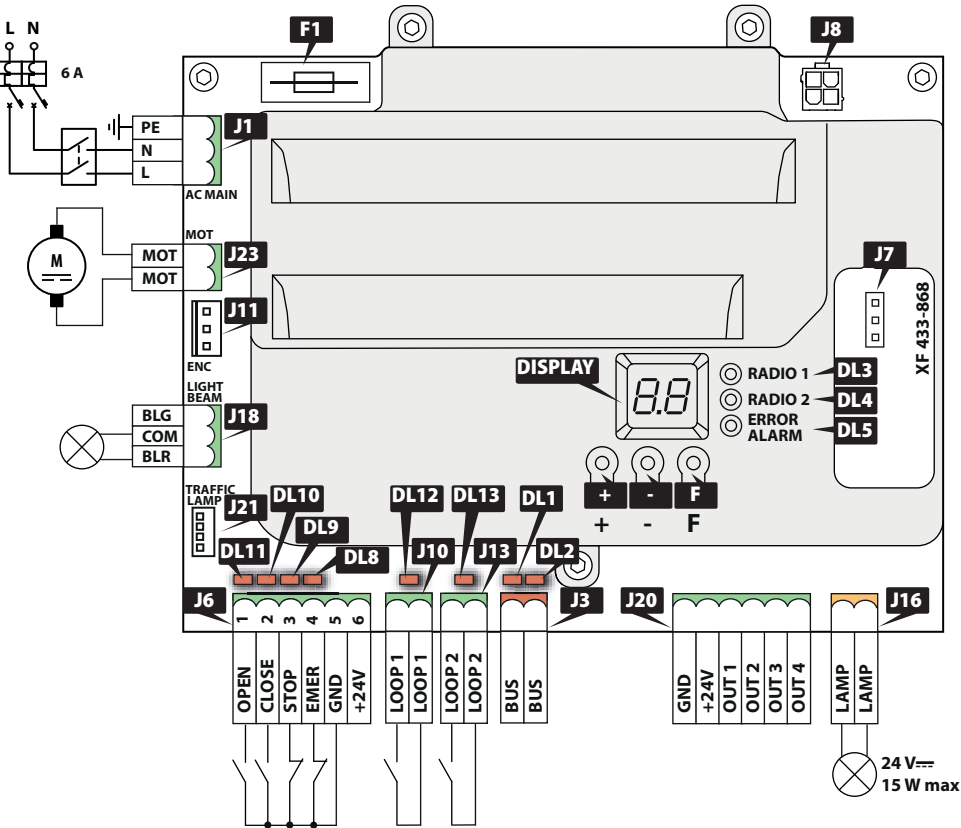 L N
6 A
F1
J8
PE
N
L
J1
AC MAIN
MOT
MOT
MOT
J23
M
J11
ENC
J7
XF 433-868
DISPLAY
8.8
RADIO 1
DL3
RADIO 2
DL4
ERROR
ALARM
DL5
LIGHT
BEAM
BLG
COM
BLR
J18
+ - F
+ - F
TRAFFIC
LAMP
J21
DL10
DL12
DL13
DL1
DL11
DL9
DL8
J10
J13
DL2
J6
J3
J20
J16
1 2 3 4 5 6
OPEN
CLOSE
STOP
EMER
GND
+24V
LOOP 1
LOOP 1
LOOP 2
LOOP 2
BUS
BUS
GND
+24V
OUT 1
OUT 2
OUT 3
OUT 4
LAMP
LAMP
24 V
15 W max